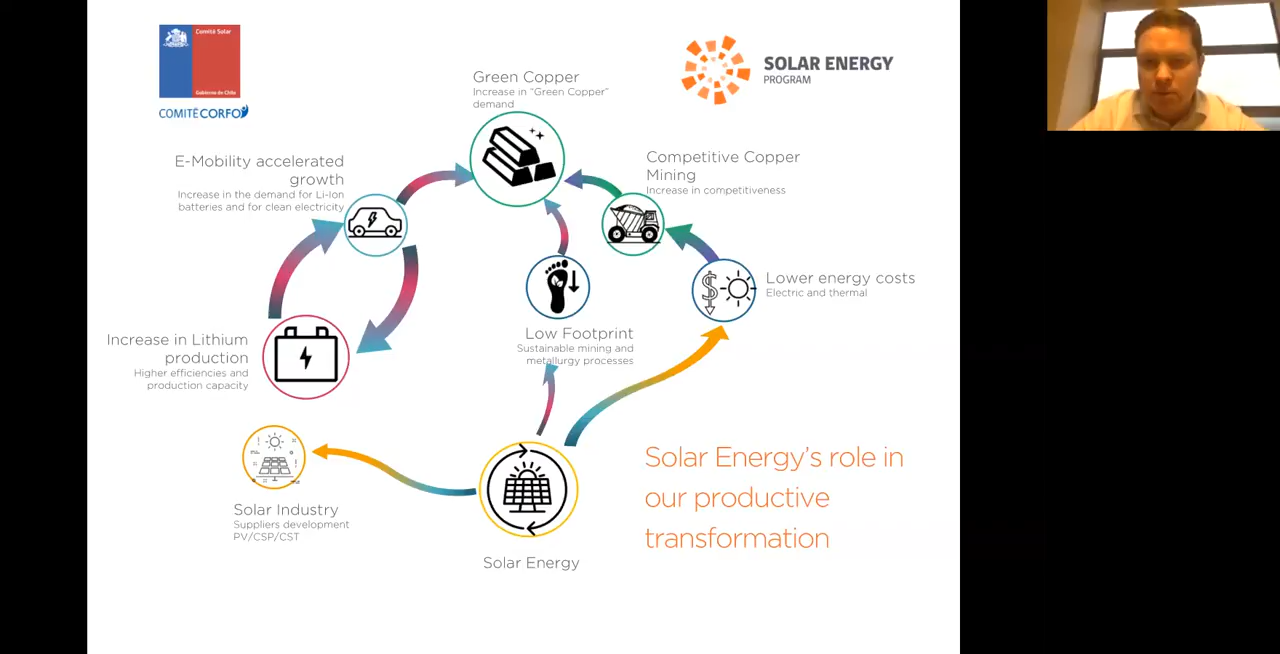 Comité Solar
Gobierno de Chile
COMITÉ CORFO
SOLAR ENERGY
PROGRAM
Green Copper
Increase in "Green Copper"
demand
E-Mobility accelerated
growth
Increase in the demand for Li-Ion
batteries and for clean electricity
Competitive Copper
Mining
Increase in competitiveness
Lower energy costs
Electric and thermal
Low Footprint
Sustainable mining and
metallurgy processes
Increase in Lithium
production
Higher efficiencies and
production capacity
Solar Industry
Suppliers development
PV/CSP/CST
Solar Energy
Solar Energy's role in
our productive
transformation